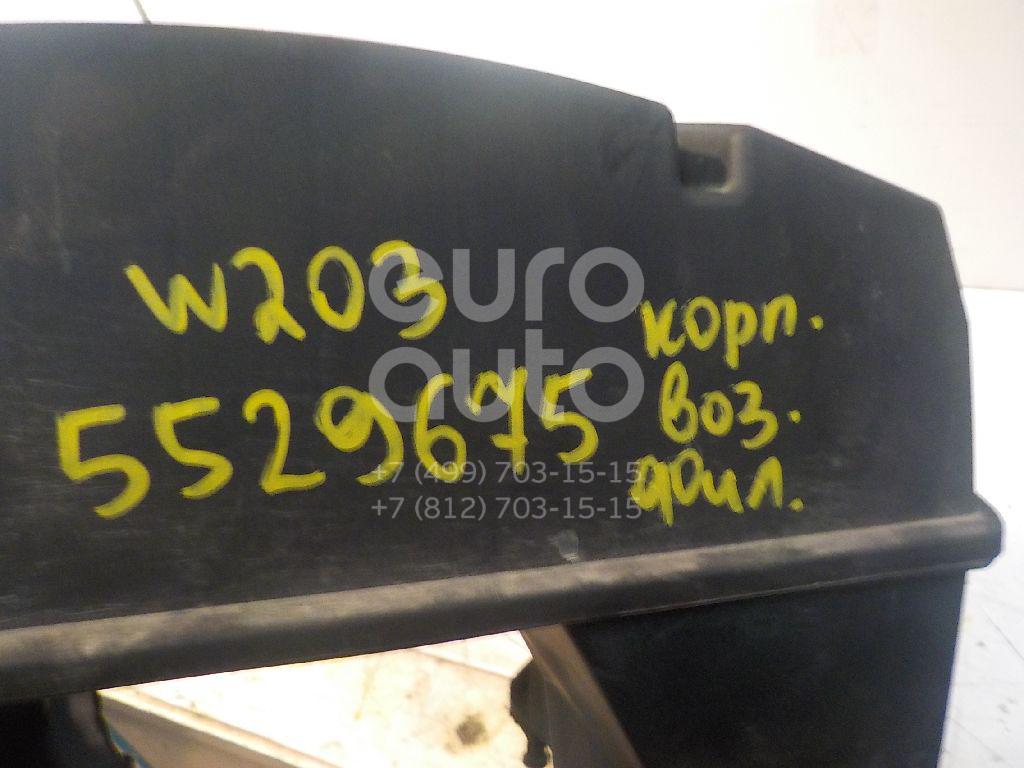 w203
5529675
корп.
воз.
фил.
euro
auto
+7 (499) 703-15-15
+7 (812) 703-15-15